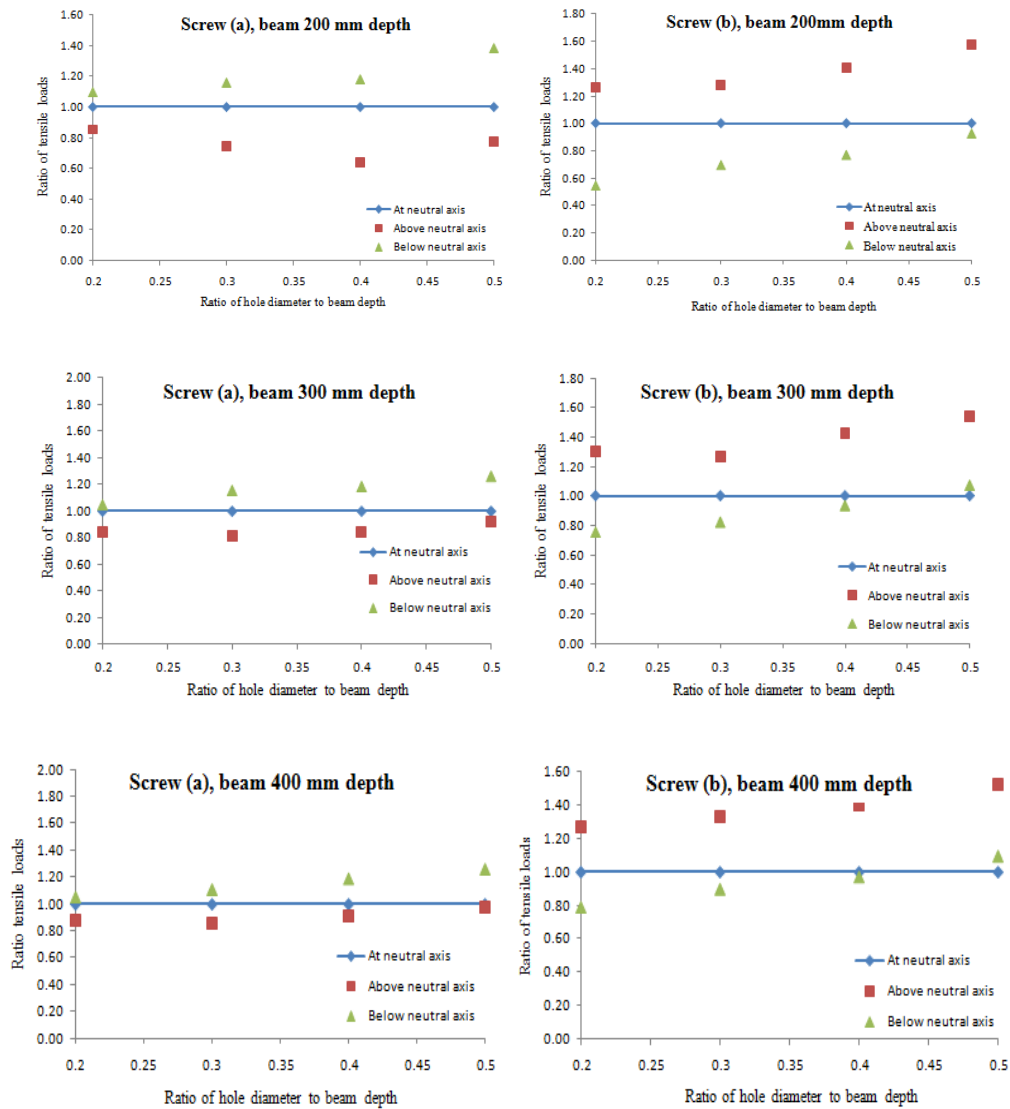 Screw (a), beam 200 mm depth
Ratio of tensile loads
1.60
1.40
1.20
1.00
0.80
0.60
0.40
0.20
0.00
At neutral axis
Above neutral axis
Below neutral axis
0.2 0.25 0.3 0.35 0.4 0.45 0.5
Ratio of hole diameter to beam depth
Screw (b), beam 200mm depth
Ratio of tensile loads
1.80
1.60
1.40
1.20
1.00
0.80
0.60
0.40
0.20
0.00
At neutral axis
Above neutral axis
Below neutral axis
0.2 0.25 0.3 0.35 0.4 0.45 0.5
Ratio of hole diameter to beam depth
Screw (a), beam 300 mm depth
Ratio of tensile loads
2.00
1.80
1.60
1.40
1.20
1.00
0.80
0.60
0.40
0.20
0.00
At neutral axis
Above neutral axis
Below neutral axis
0.2 0.25 0.3 0.35 0.4 0.45 0.5
Ratio of hole diameter to beam depth
Screw (b), beam 300 mm depth
Ratio of tensile loads
1.80
1.60
1.40
1.20
1.00
0.80
0.60
0.40
0.20
0.00
At neutral axis
Above neutral axis
Below neutral axis
0.2 0.25 0.3 0.35 0.4 0.45 0.5
Ratio of hole diameter to beam depth
Screw (a), beam 400 mm depth
Ratio tensile loads
2.00
1.80
1.60
1.40
1.20
1.00
0.80
0.60
0.40
0.20
0.00
At neutral axis
Above neutral axis
Below neutral axis
0.2 0.25 0.3 0.35 0.4 0.45 0.5
Ratio of hole diameter to beam depth
Screw (b), beam 400 mm depth
Ratio of tensile loads
1.60
1.40
1.20
1.00
0.80
0.60
0.40
0.20
0.00
At neutral axis
Above neutral axis
Below neutral axis
0.2 0.25 0.3 0.35 0.4 0.45 0.5
Ratio of hole diameter to beam depth